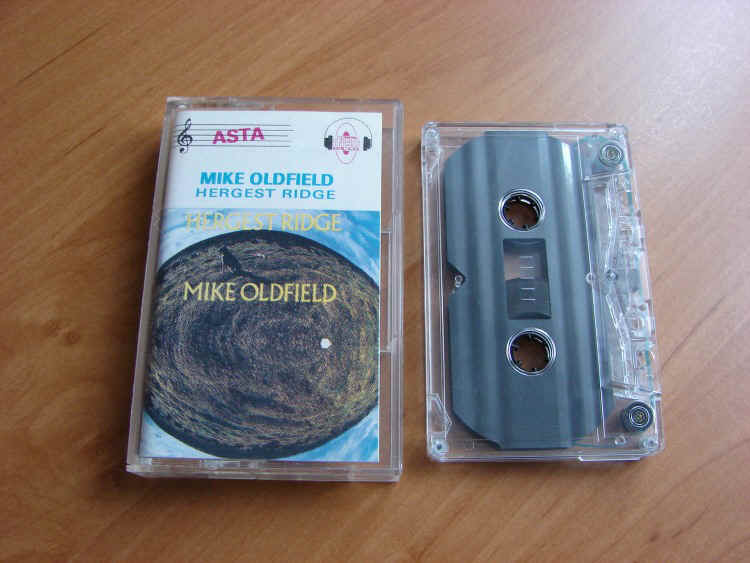 ASTA
MIKE OLDFIELD
HERGEST RIDGE
HERGEST RIDGE
MIKE OLDFIELD